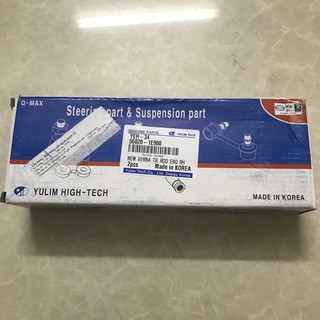 Q-MAX
Steering part & Suspension part
GENUINE PARTS YULIM TECH
YEH-34
56820-1E900
NEW VERNA TIE ROD END RH
2pcs Made in KOREA
Yulim Tech Co., Ltd. Daegu Korea
YULIM HIGH-TECH
MADE IN KOREA